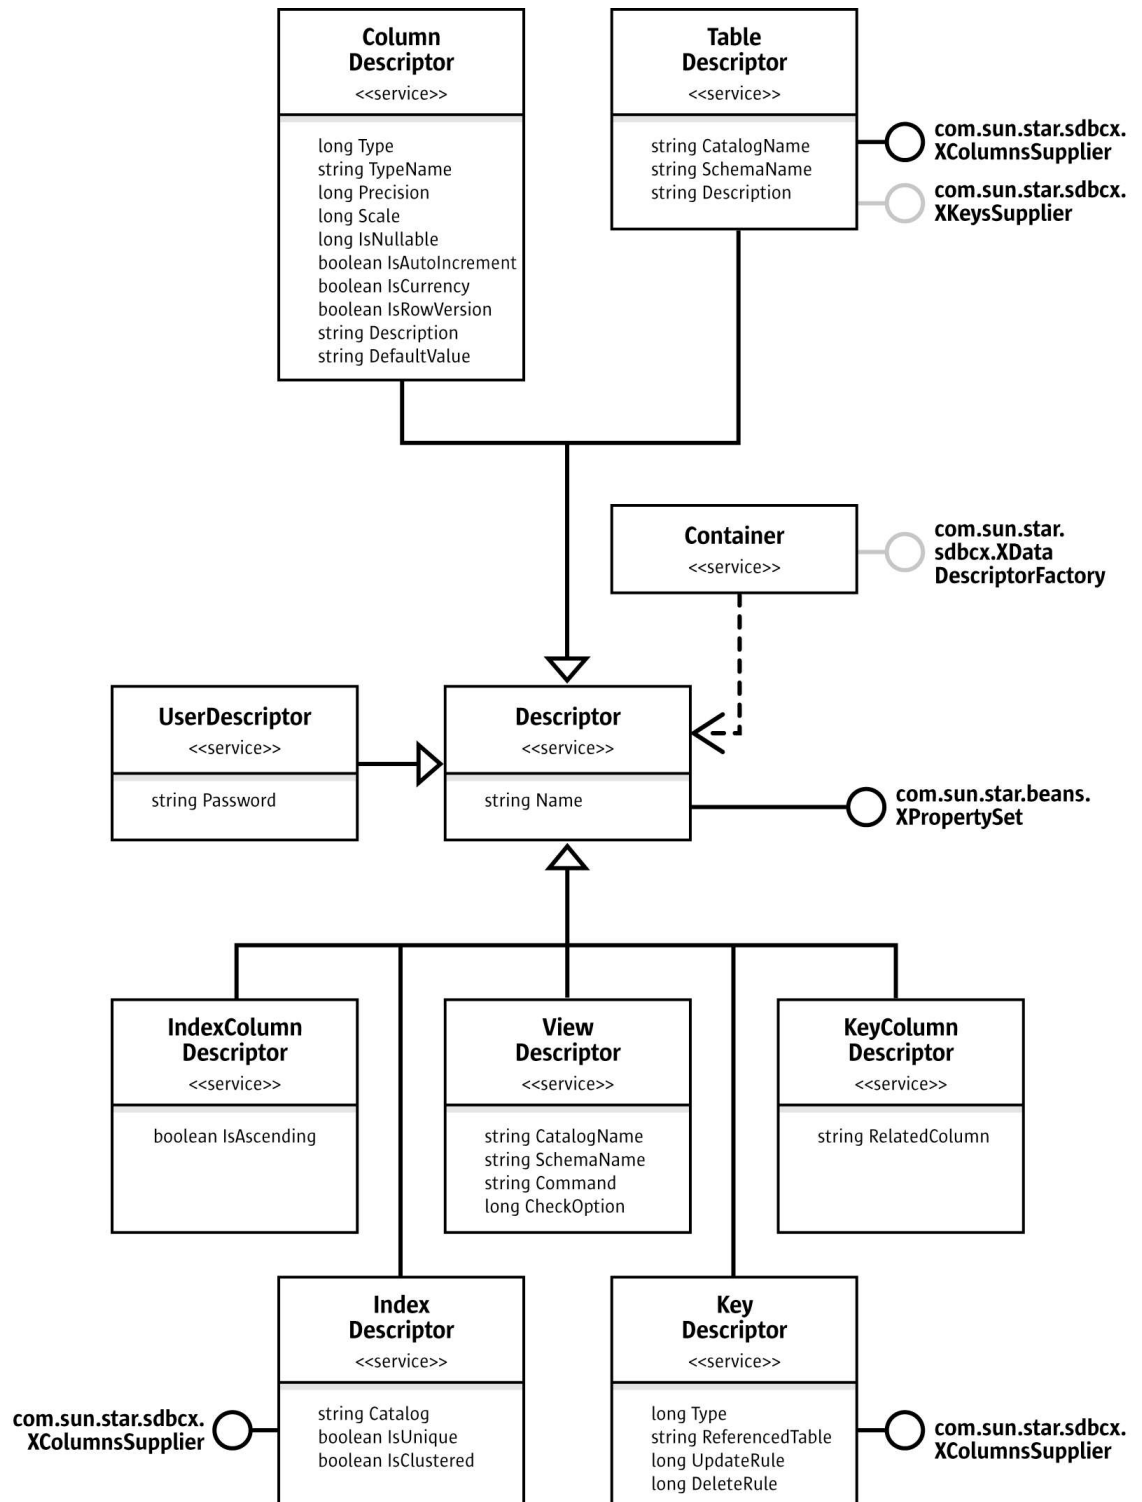 Column
Descriptor
<<service>>
long Type
string TypeName
long Precision
long Scale
long IsNullable
boolean IsAutoIncrement
boolean IsCurrency
boolean IsRowVersion
string Description
string DefaultValue
Table
Descriptor
<<service>>
string CatalogName
string SchemaName
string Description
com.sun.star.sdbcx.
XColumnsSupplier
com.sun.star.sdbcx.
XKeysSupplier
Container
<<service>>
com.sun.star.
sdbcx.XData
DescriptorFactory
UserDescriptor
<<service>>
string Password
Descriptor
<<service>>
string Name
com.sun.star.beans.
XPropertySet
IndexColumn
Descriptor
<<service>>
boolean IsAscending
View
Descriptor
<<service>>
string CatalogName
string SchemaName
string Command
long CheckOption
KeyColumn
Descriptor
<<service>>
string RelatedColumn
Index
Descriptor
<<service>>
string Catalog
boolean IsUnique
boolean IsClustered
com.sun.star.sdbcx.
XColumnsSupplier
Key
Descriptor
<<service>>
long Type
string ReferencedTable
long UpdateRule
long DeleteRule
com.sun.star.sdbcx.
XColumnsSupplier